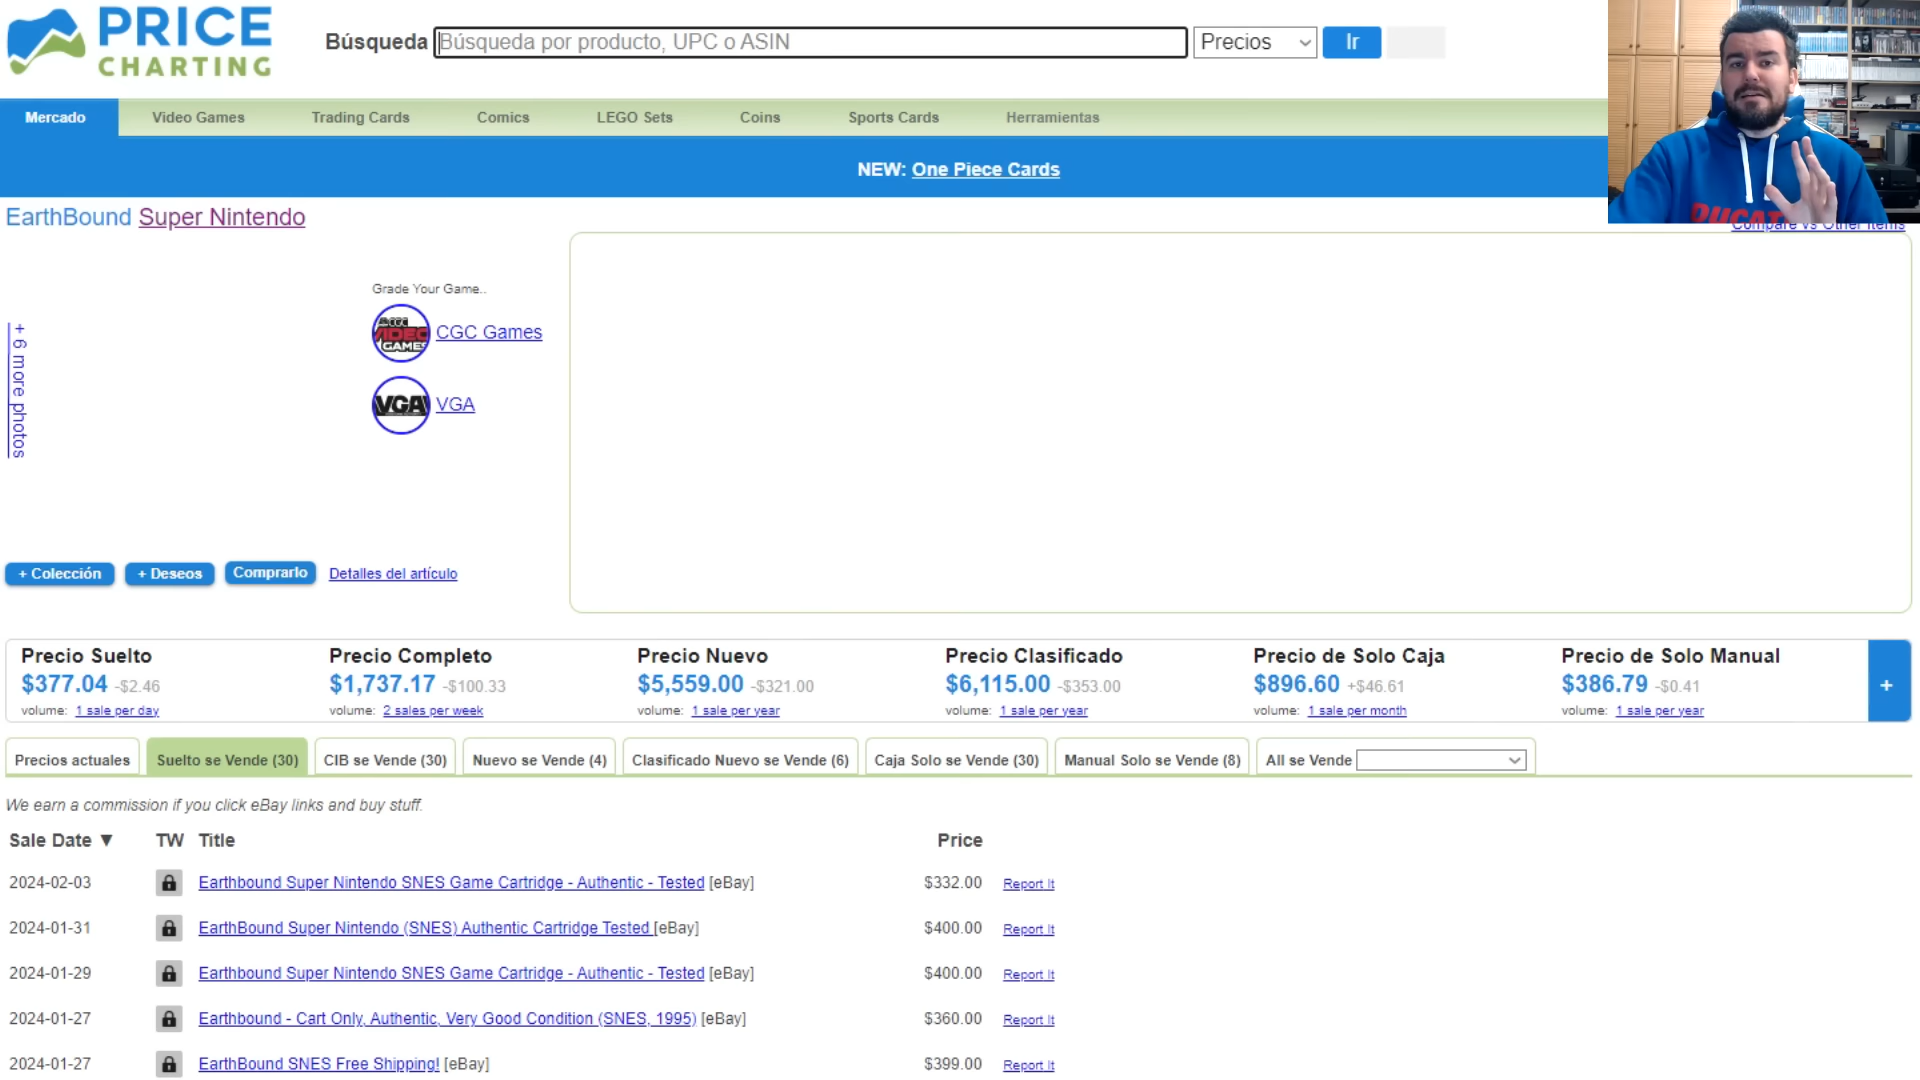 PRICE
CHARTING
Búsqueda
Búsqueda por producto, UPC o ASIN
Precios
Ir
Mercado
Video Games
Trading Cards
Comics
LEGO Sets
Coins
Sports Cards
Herramientas
NEW: One Piece Cards
DUCATI
Compare vs Other Items
EarthBound Super Nintendo
Grade Your Game..
CGC VIDEO GAMES
CGC Games
VGA
VGA
+ 6 more photos
+ Colección
+ Deseos
Comprarlo
Detalles del artículo
Precio Suelto
$377.04 -$2.46
volume: 1 sale per day
Precio Completo
$1,737.17 -$100.33
volume: 2 sales per week
Precio Nuevo
$5,559.00 -$321.00
volume: 1 sale per year
Precio Clasificado
$6,115.00 -$353.00
volume: 1 sale per year
Precio de Solo Caja
$896.60 +$46.61
volume: 1 sale per month
Precio de Solo Manual
$386.79 -$0.41
volume: 1 sale per year
+
Precios actuales
Suelto se Vende (30)
CIB se Vende (30)
Nuevo se Vende (4)
Clasificado Nuevo se Vende (6)
Caja Solo se Vende (30)
Manual Solo se Vende (8)
All se Vende
We earn a commission if you click eBay links and buy stuff.
Sale Date ▼ TW Title Price
2024-02-03 Earthbound Super Nintendo SNES Game Cartridge - Authentic - Tested [eBay] $332.00 Report It
2024-01-31 EarthBound Super Nintendo (SNES) Authentic Cartridge Tested [eBay] $400.00 Report It
2024-01-29 Earthbound Super Nintendo SNES Game Cartridge - Authentic - Tested [eBay] $400.00 Report It
2024-01-27 Earthbound - Cart Only, Authentic, Very Good Condition (SNES, 1995) [eBay] $360.00 Report It
2024-01-27 EarthBound SNES Free Shipping! [eBay] $399.00 Report It